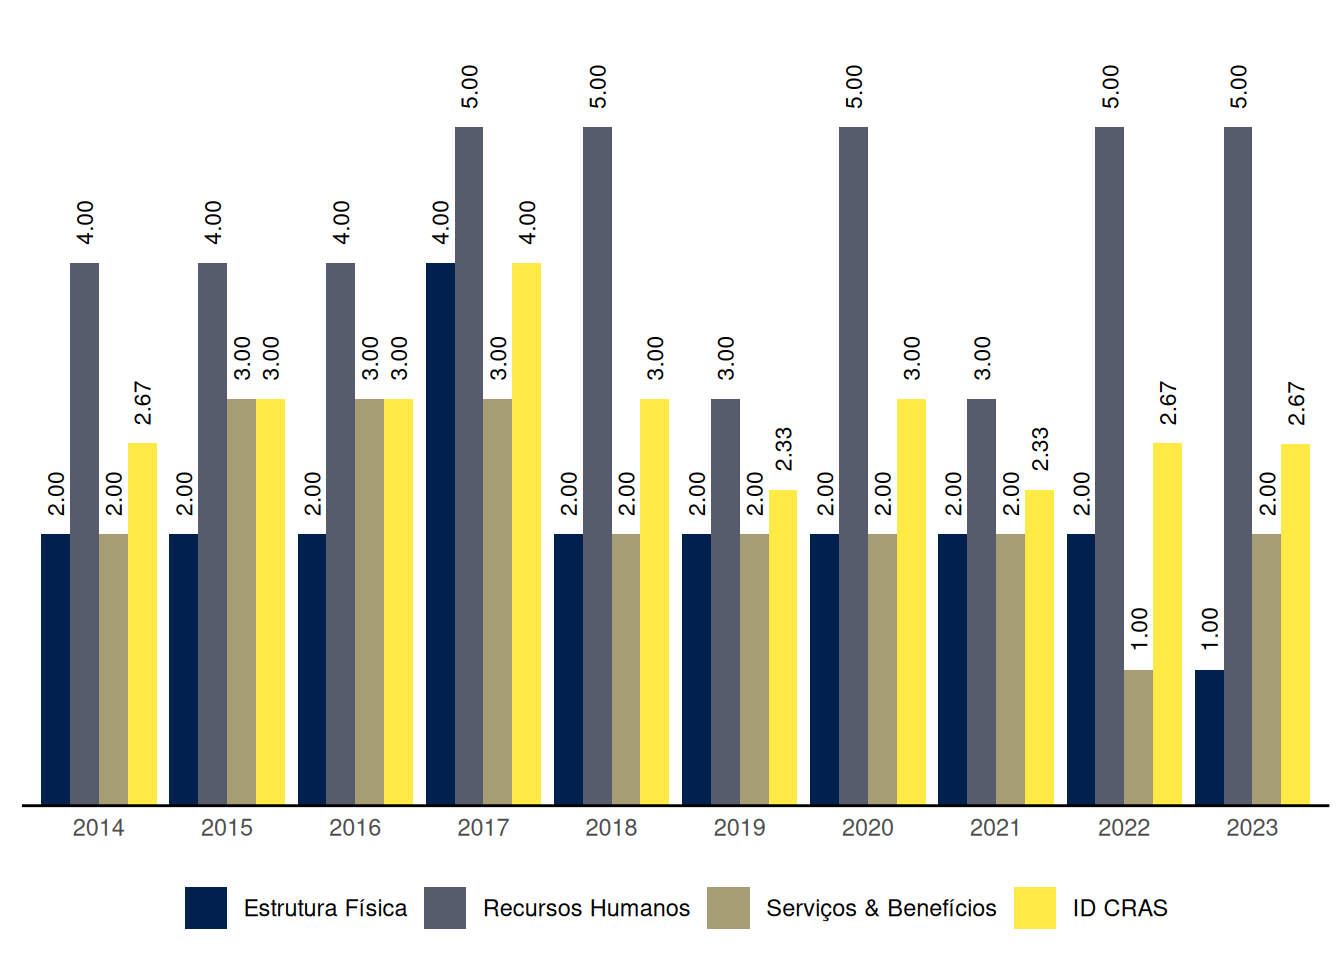 5.00 5.00 5.00 5.00 5.00
4.00 4.00 4.00 4.00 4.00
3.00 3.00 3.00 3.00 3.00 3.00 3.00 3.00 3.00
2.67 2.67 2.67
2.33 2.33
2.00 2.00 2.00 2.00 2.00 2.00 2.00 2.00 2.00 2.00 2.00 2.00 2.00 2.00
1.00 1.00
2014 2015 2016 2017 2018 2019 2020 2021 2022 2023
Estrutura Física Recursos Humanos Serviços & Benefícios ID CRAS